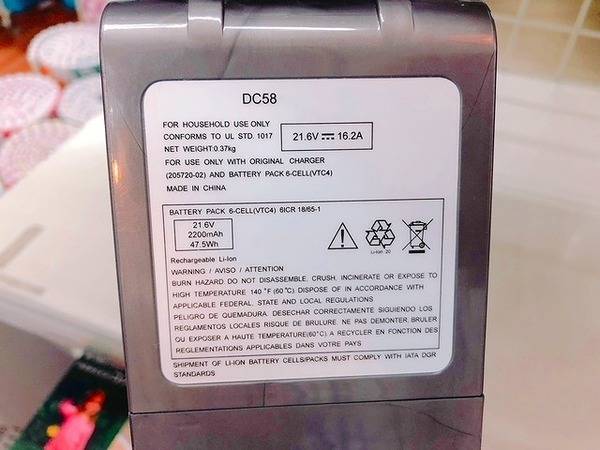 DC58
FOR HOUSEHOLD USE ONLY
CONFORMS TO UL STD. 1017
NET WEIGHT:0.37kg
21.6V 16.2A
FOR USE ONLY WITH ORIGINAL CHARGER
(205720-02) AND BATTERY PACK 6-CELL(VTC4)
MADE IN CHINA
BATTERY PACK 6-CELL(VTC4) 6ICR 18/65-1
21.6V
2200mAh
47.5Wh
Li-ion 20
Rechargeable Li-Ion
WARNING / AVISO / ATTENTION
BURN HAZARD DO NOT DISASSEMBLE, CRUSH, INCINERATE OR EXPOSE TO
HIGH TEMPERATURE 140 °F (60 °C) DISPOSE OF IN ACCORDANCE WITH
APPLICABLE FEDERAL, STATE AND LOCAL REGULATIONS
PELIGRO DE QUEMADURA. DESECHAR CORRECTAMENTE SIGUIENDO LOS
REGLAMENTOS LOCALES RISQUE DE BRULURE. NE PAS DEMONTER, BRULER
OU EXPOSER A HAUTE TEMPERATURE(60°C). A RECYCLER EN FONCTION DES
REGLEMENTATIONS APPLICABLES DANS VOTRE PAYS
SHIPMENT OF LI-ION BATTERY CELLS/PACKS MUST COMPLY WITH IATA DGR
STANDARDS